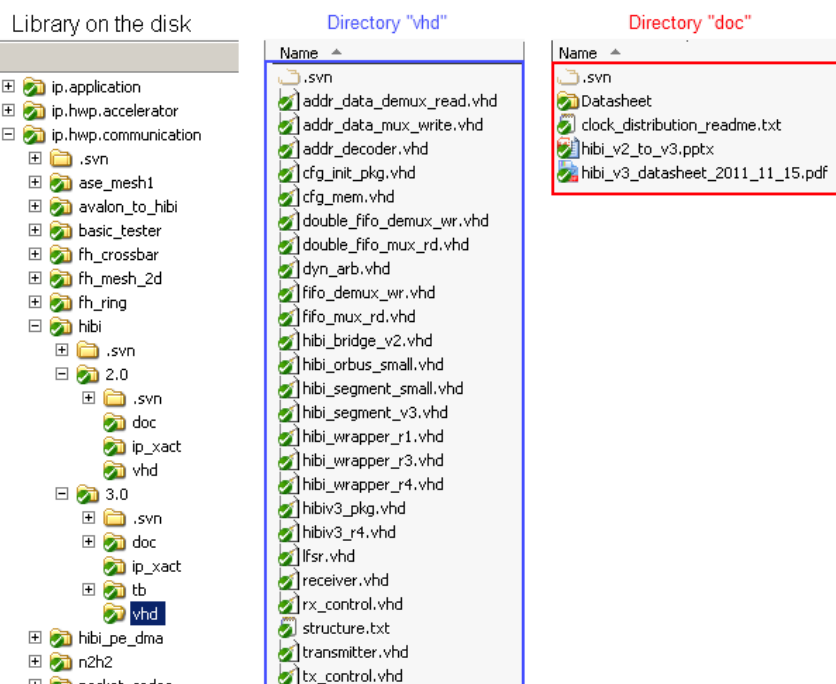 Library on the disk
ip.application
ip.hwp.accelerator
ip.hwp.communication
.svn
ase_mesh1
avalon_to_hibi
basic_tester
fh_crossbar
fh_mesh_2d
fh_ring
hibi
.svn
2.0
.svn
doc
ip_xact
vhd
3.0
.svn
doc
ip_xact
tb
vhd
hibi_pe_dma
n2h2
Directory "vhd"
Name
.svn
addr_data_demux_read.vhd
addr_data_mux_write.vhd
addr_decoder.vhd
cfg_init_pkg.vhd
cfg_mem.vhd
double_fifo_demux_wr.vhd
double_fifo_mux_rd.vhd
dyn_arb.vhd
fifo_demux_wr.vhd
fifo_mux_rd.vhd
hibi_bridge_v2.vhd
hibi_orbus_small.vhd
hibi_segment_small.vhd
hibi_segment_v3.vhd
hibi_wrapper_r1.vhd
hibi_wrapper_r3.vhd
hibi_wrapper_r4.vhd
hibiv3_pkg.vhd
hibiv3_r4.vhd
lfsr.vhd
receiver.vhd
rx_control.vhd
structure.txt
transmitter.vhd
tx_control.vhd
Directory "doc"
Name
.svn
Datasheet
clock_distribution_readme.txt
hibi_v2_to_v3.pptx
hibi_v3_datasheet_2011_11_15.pdf